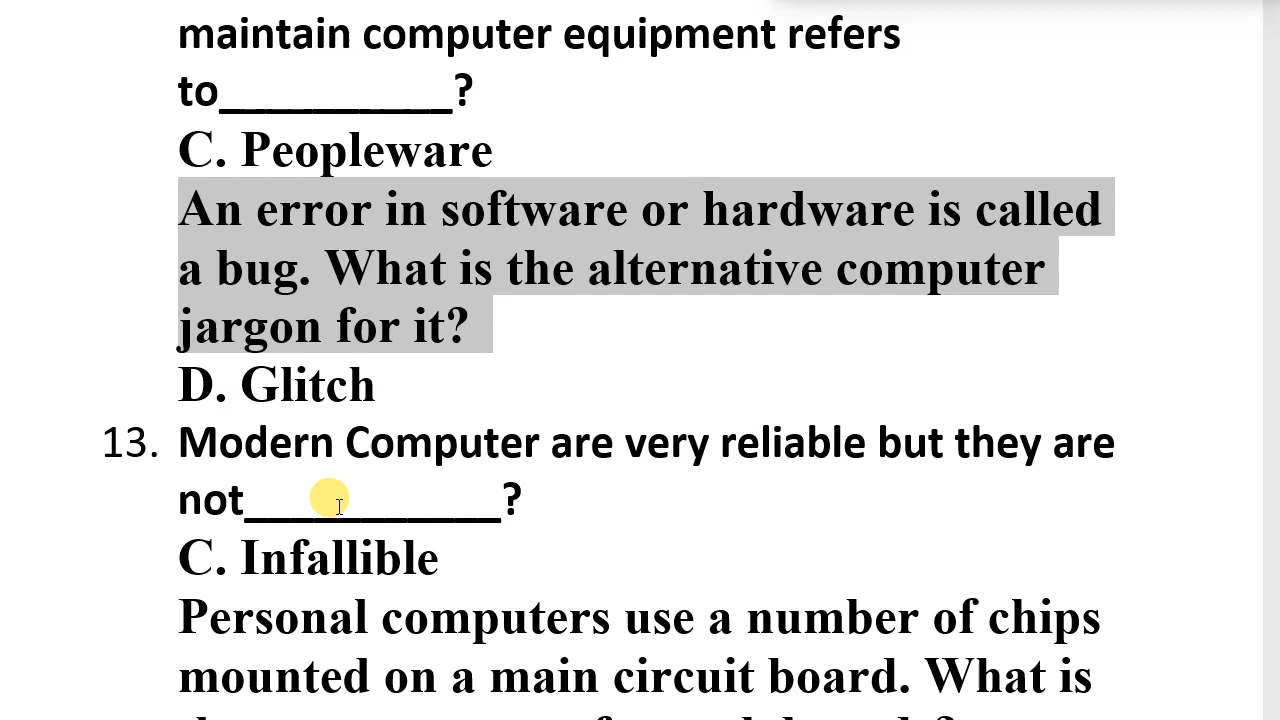 maintain computer equipment refers
to__________?
C. Peopleware
An error in software or hardware is called
a bug. What is the alternative computer
jargon for it?
D. Glitch
13. Modern Computer are very reliable but they are
not___________?
C. Infallible
Personal computers use a number of chips
mounted on a main circuit board. What is